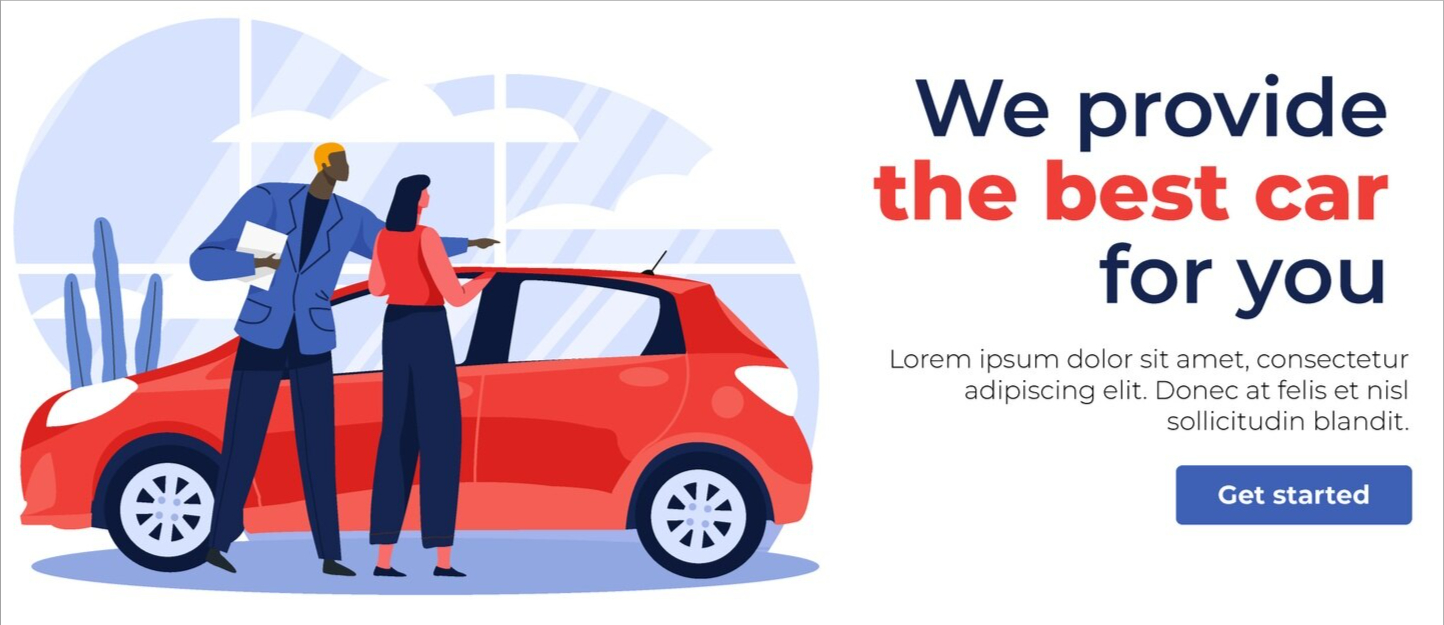 We provide
the best car
for you
Lorem ipsum dolor sit amet, consectetur
adipiscing elit. Donec at felis et nisl
sollicitudin blandit.
Get started